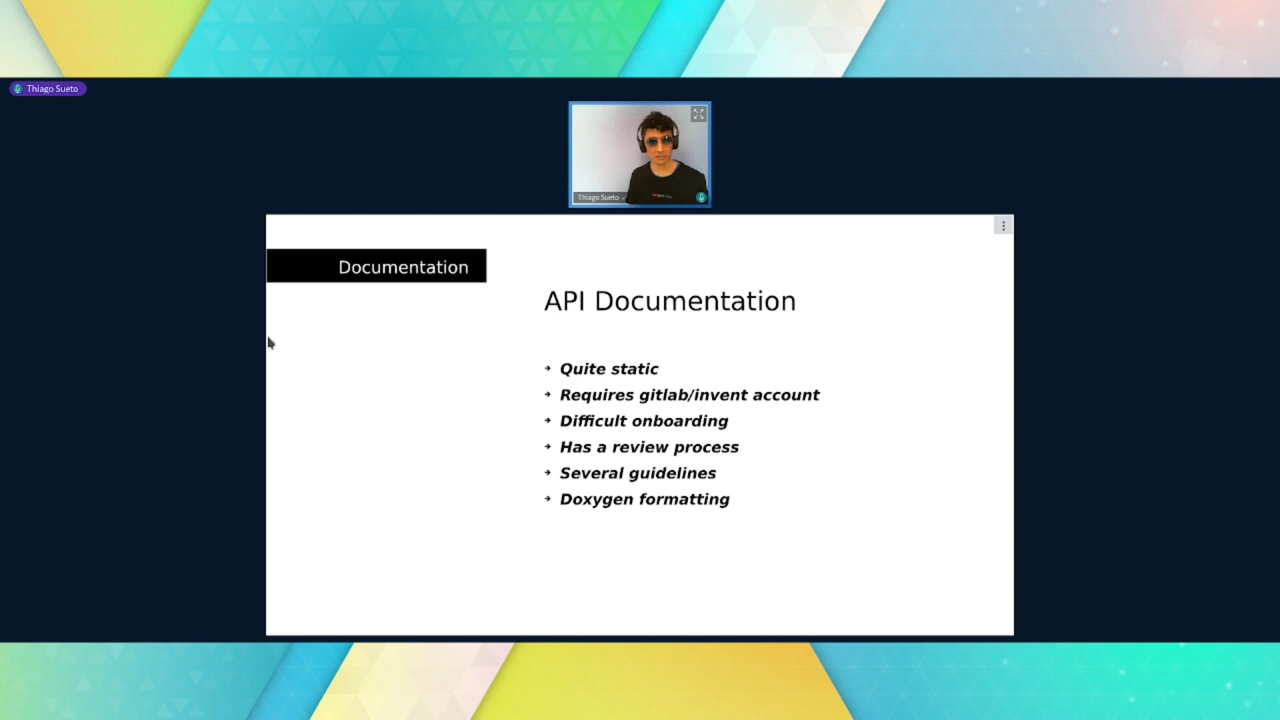 Thiago Sueto
Thiago Sueto
Documentation
API Documentation
Quite static
Requires gitlab/invent account
Difficult onboarding
Has a review process
Several guidelines
Doxygen formatting